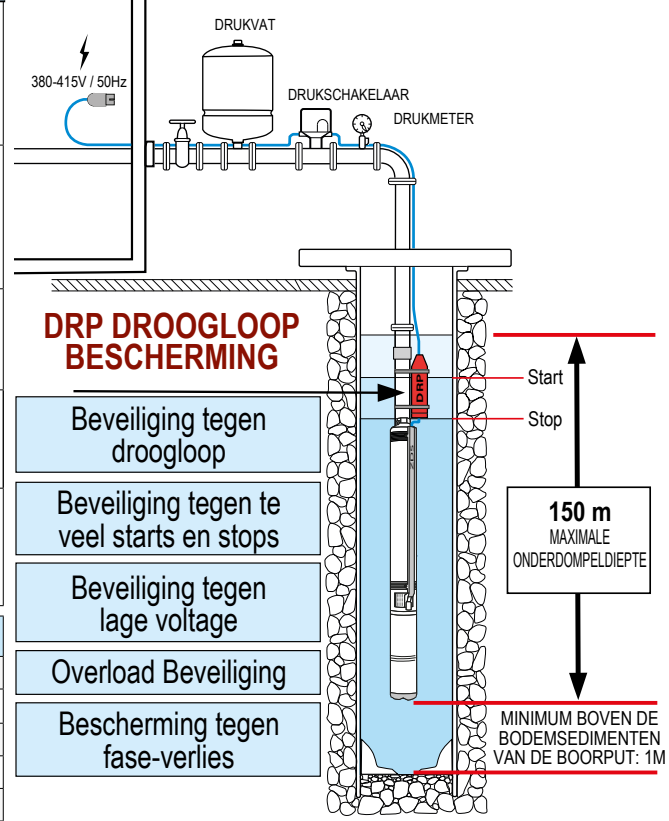 DRUKVAT
380-415V / 50Hz
DRUKSCHAKELAAR
DRUKMETER
DRP DROOGLOOP
BESCHERMING
Beveiliging tegen
droogloop
Beveiliging tegen te
veel starts en stops
Beveiliging tegen
lage voltage
Overload Beveiliging
Bescherming tegen
fase-verlies
DRP
ZDS
Start
Stop
150 m
MAXIMALE
ONDERDOMPELDIEPTE
MINIMUM BOVEN DE
BODEMSEDIMENTEN
VAN DE BOORPUT: 1M